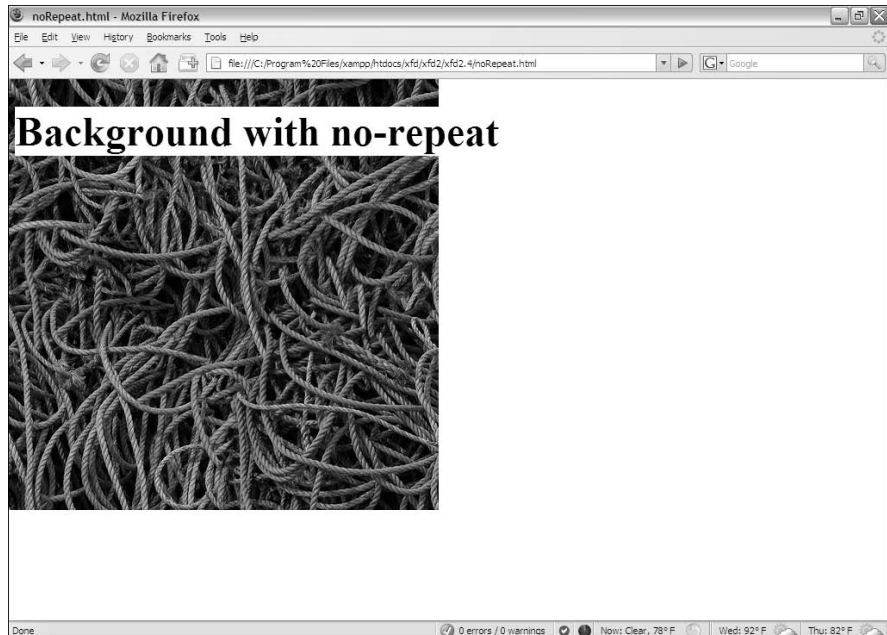 noRepeat.html - Mozilla Firefox
File Edit View History Bookmarks Tools Help
file:///C:/Program%20Files/xampp/htdocs/xfd/xfd2/xfd2.4/noRepeat.html
G Google
Background with no-repeat
Done 0 errors / 0 warnings Now: Clear, 78° F Wed: 92° F Thu: 82° F